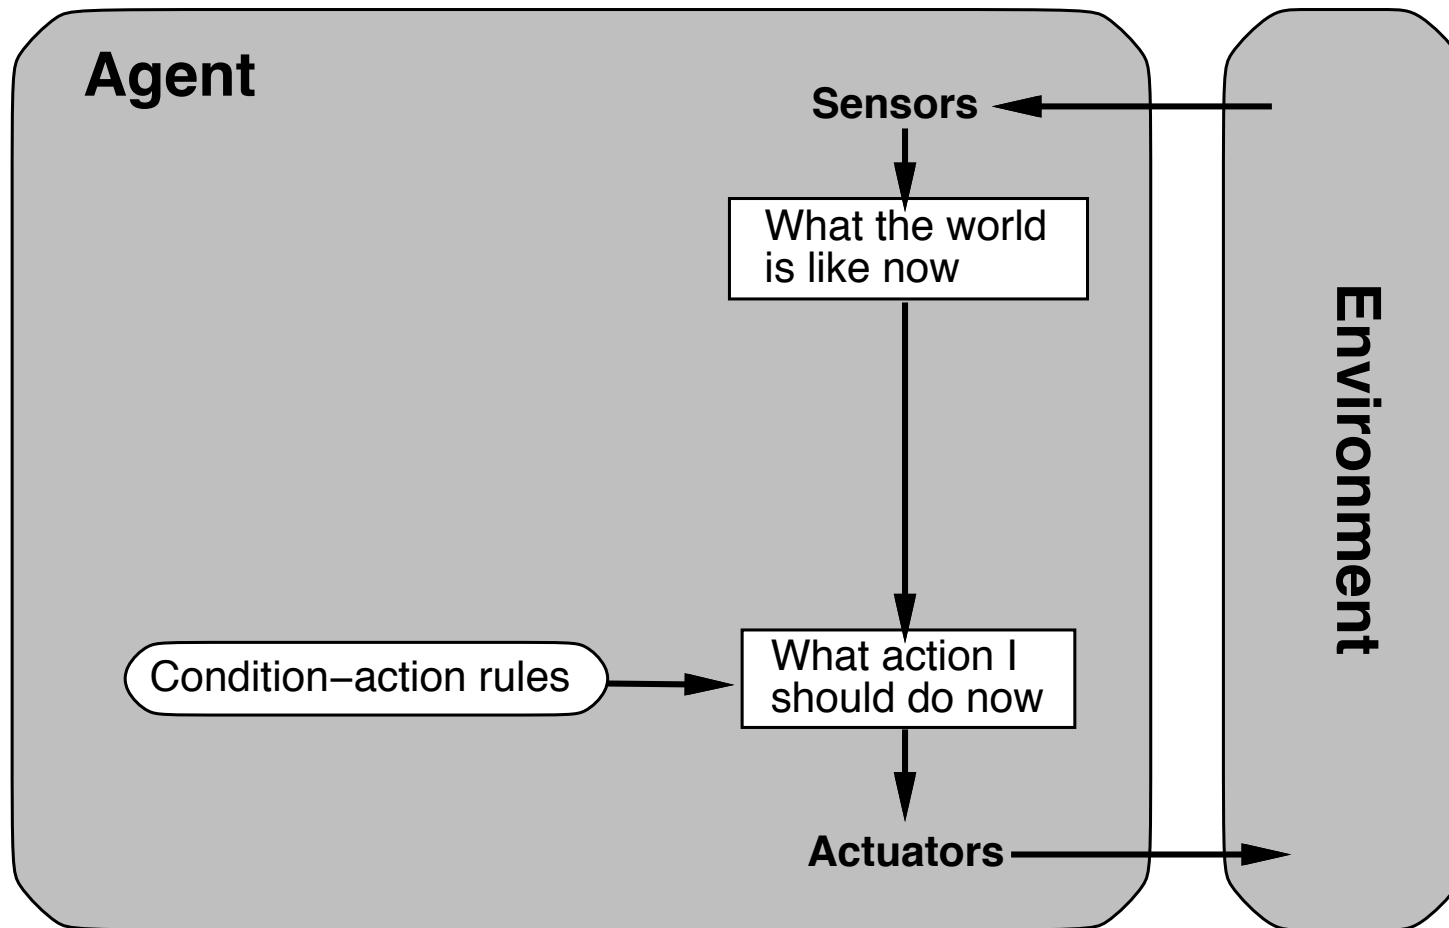 Agent
Sensors
What the world
is like now
Environment
Condition−action rules
What action I
should do now
Actuators